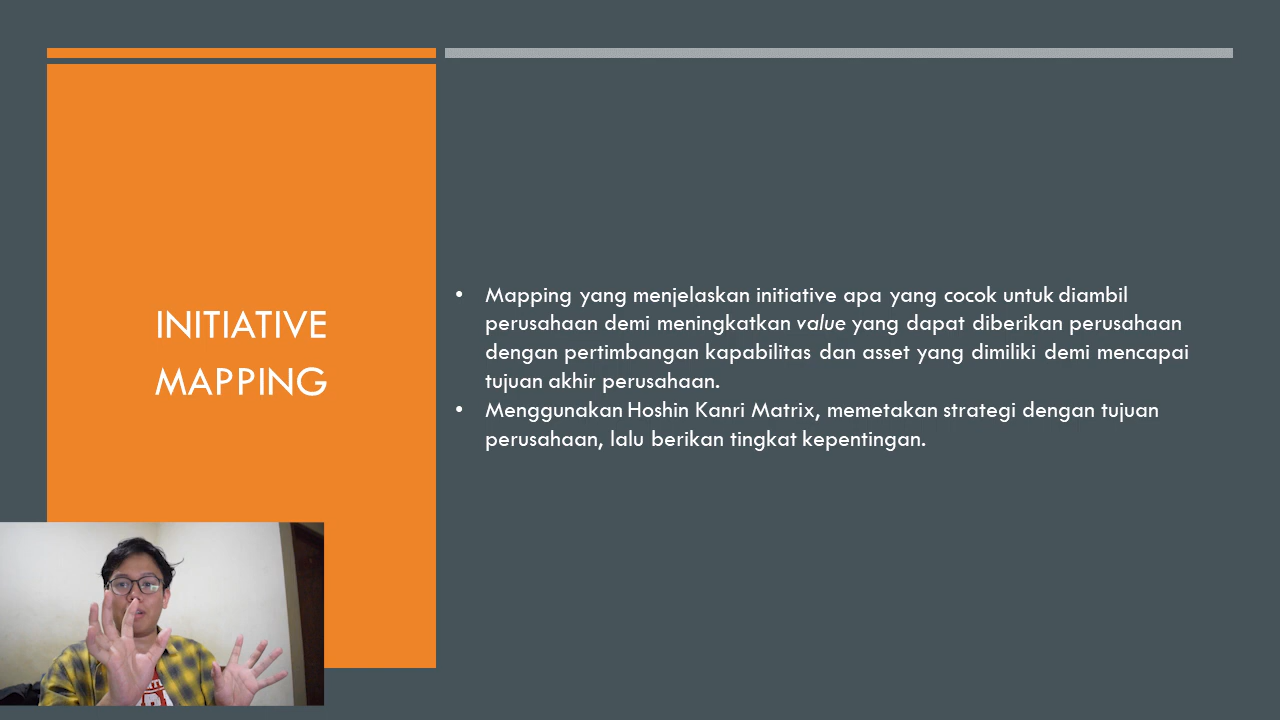 INITIATIVE
MAPPING
• Mapping yang menjelaskan initiative apa yang cocok untuk diambil
perusahaan demi meningkatkan value yang dapat diberikan perusahaan
dengan pertimbangan kapabilitas dan asset yang dimiliki demi mencapai
tujuan akhir perusahaan.
• Menggunakan Hoshin Kanri Matrix, memetakan strategi dengan tujuan
perusahaan, lalu berikan tingkat kepentingan.